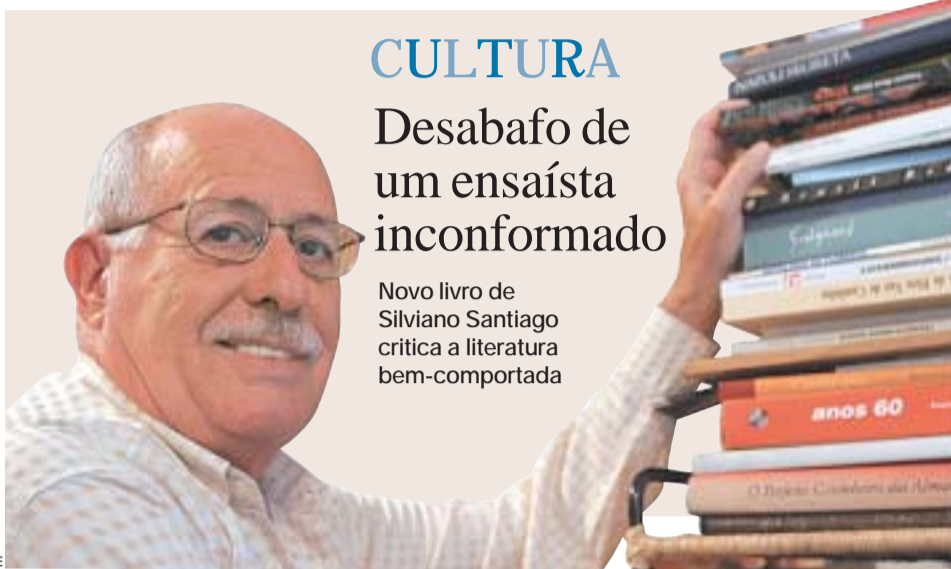 CULTURA
Desabafo de
um ensaísta
inconformado
Novo livro de
Silviano Santiago
critica a literatura
bem-comportada
anos 60